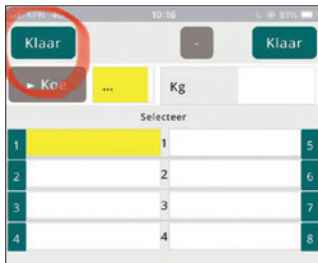 KPN 4G 10:16 81%
Klaar - Klaar
► Koe ... Kg
Selecteer
1 1 5
2 2 6
3 3 7
4 4 8